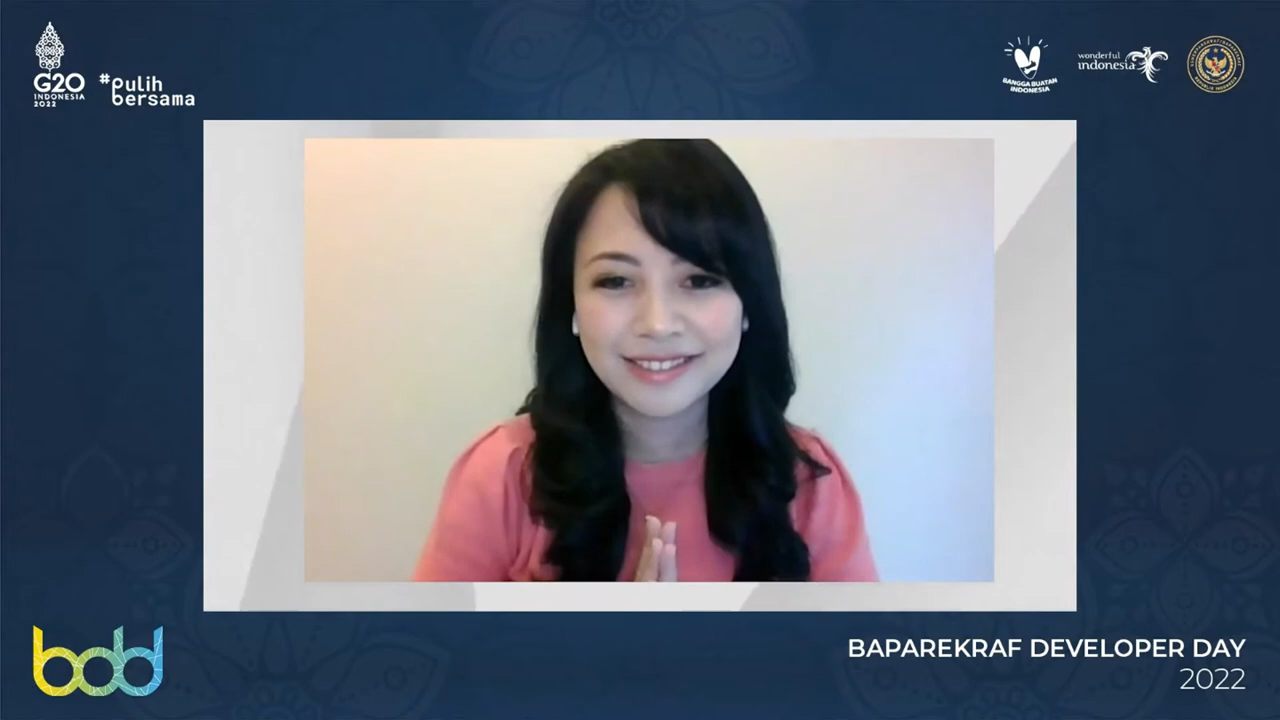 G20
INDONESIA
2022
#pulih
bersama
BANGGA BUATAN
INDONESIA
wonderful
indonesia
bdd
BAPAREKRAF DEVELOPER DAY
2022